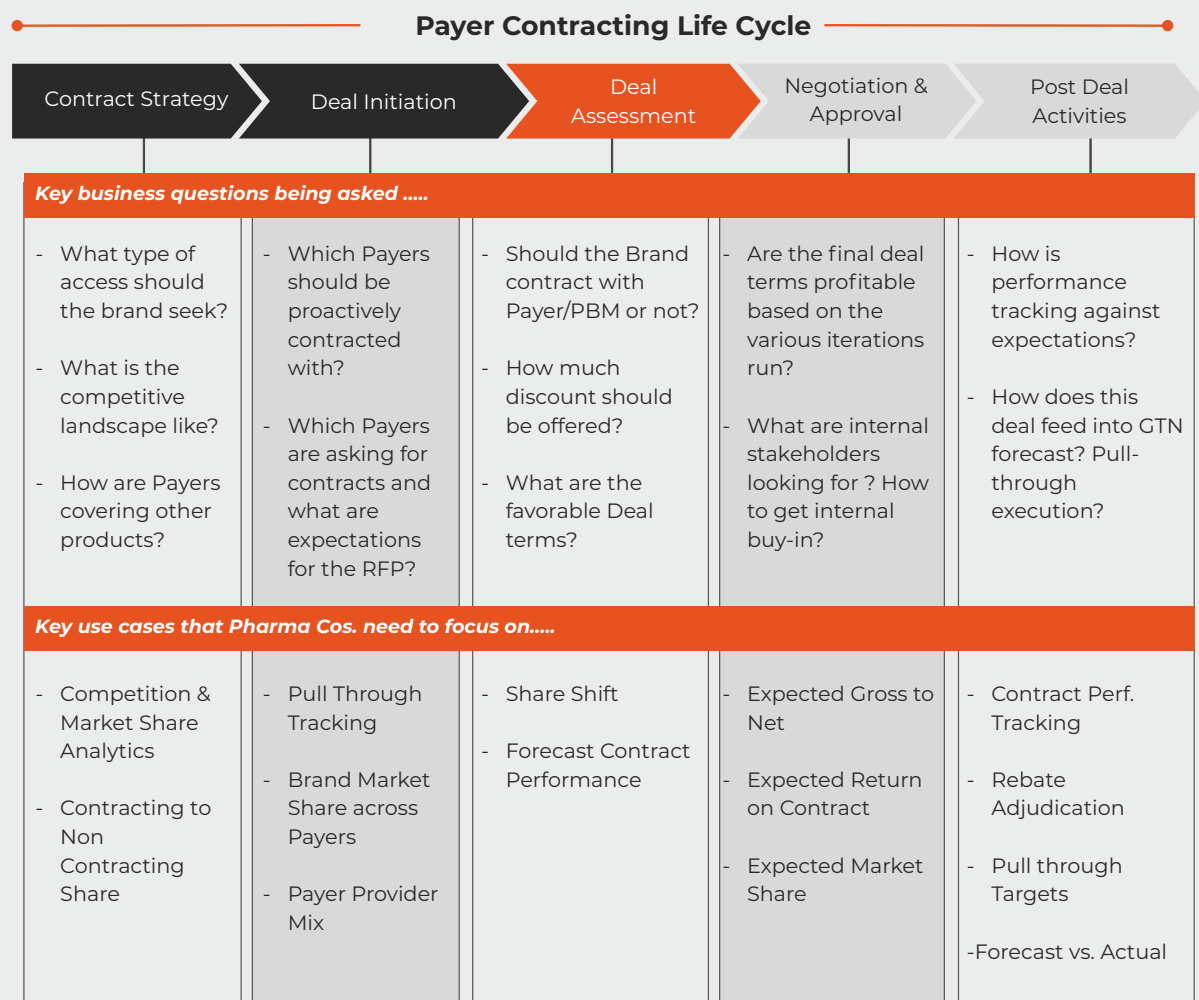 Payer Contracting Life Cycle
Contract Strategy
Deal Initiation
Deal
Assessment
Negotiation &
Approval
Post Deal
Activities
Key business questions being asked .....
- What type of
access should
the brand seek?
- What is the
competitive
landscape like?
- How are Payers
covering other
products?
- Which Payers
should be
proactively
contracted
with?
- Which Payers
are asking for
contracts and
what are
expectations
for the RFP?
- Should the Brand
contract with
Payer/PBM or not?
- How much
discount should
be offered?
- What are the
favorable Deal
terms?
- Are the final deal
terms profitable
based on the
various iterations
run?
- What are internal
stakeholders
looking for ? How
to get internal
buy-in?
- How is
performance
tracking against
expectations?
- How does this
deal feed into GTN
forecast? Pull-
through
execution?
Key use cases that Pharma Cos. need to focus on.....
- Competition &
Market Share
Analytics
- Contracting to
Non
Contracting
Share
- Pull Through
Tracking
- Brand Market
Share across
Payers
- Payer Provider
Mix
- Share Shift
- Forecast Contract
Performance
- Expected Gross to
Net
- Expected Return
on Contract
- Expected Market
Share
- Contract Perf.
Tracking
- Rebate
Adjudication
- Pull through
Targets
-Forecast vs. Actual